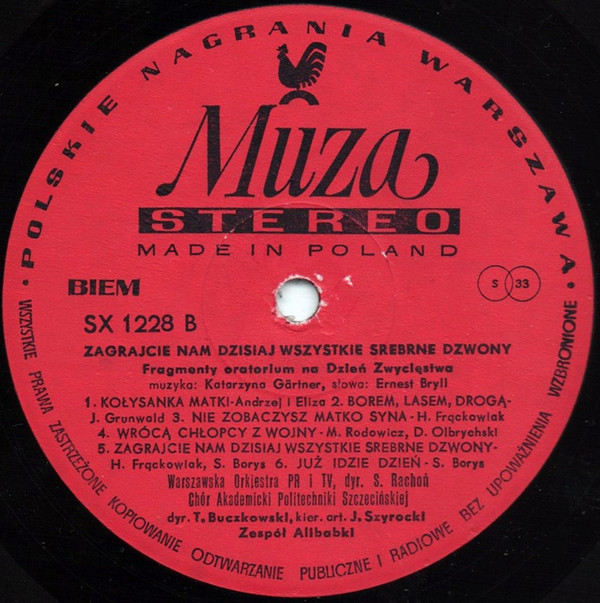 • POLSKIE NAGRANIA WARSZAWA •
Muza
STEREO
MADE IN POLAND
BIEM
S 33
SX 1228 B
ZAGRAJCIE NAM DZISIAJ WSZYSTKIE SREBRNE DZWONY
Fragmenty oratorium na Dzień Zwycięstwa
muzyka: Katarzyna Gärtner, słowa: Ernest Bryll
1. KOŁYSANKA MATKI-Andrzej i Eliza 2. BOREM, LASEM, DROGĄ-
J. Grunwald 3. NIE ZOBACZYSZ MATKO SYNA - H. Frąckowiak
4. WRÓCĄ CHŁOPCY Z WOJNY - M. Rodowicz, D. Olbrychski
5. ZAGRAJCIE NAM DZISIAJ WSZYSTKIE SREBRNE DZWONY-
H. Frąckowiak, S. Borys 6. JUŻ IDZIE DZIEŃ - S. Borys
Warszawska Orkiestra PR i TV, dyr. S. Rachoń
Chór Akademicki Politechniki Szczecińskiej
dyr. T. Buczkowski, kier. art. J. Szyrocki
Zespół Alibabki
WSZYSTKIE PRAWA ZASTRZEŻONE KOPIOWANIE ODTWARZANIE PUBLICZNE I RADIOWE BEZ UPOWAŻNIENIA WZBRONIONE